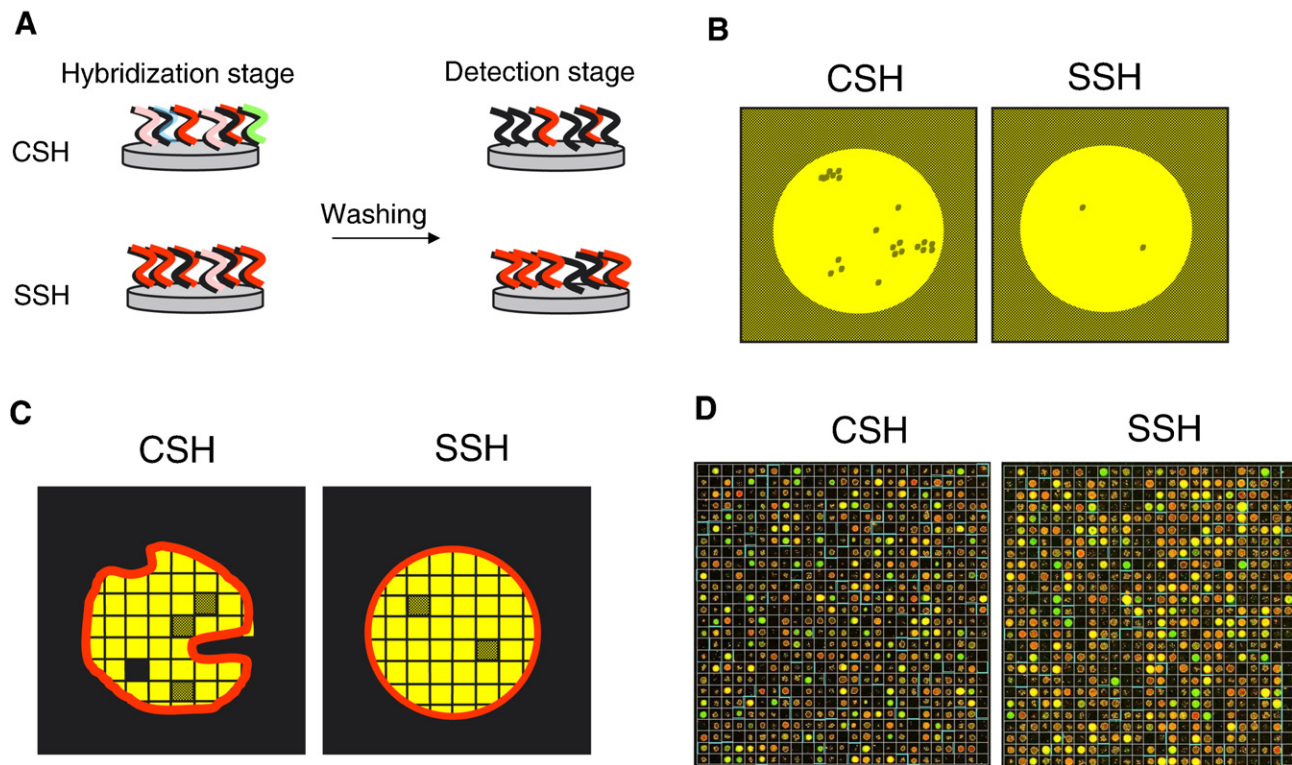 A
Hybridization stage
Detection stage
CSH
Washing
SSH
B
CSH
SSH
C
CSH
SSH
D
CSH
SSH